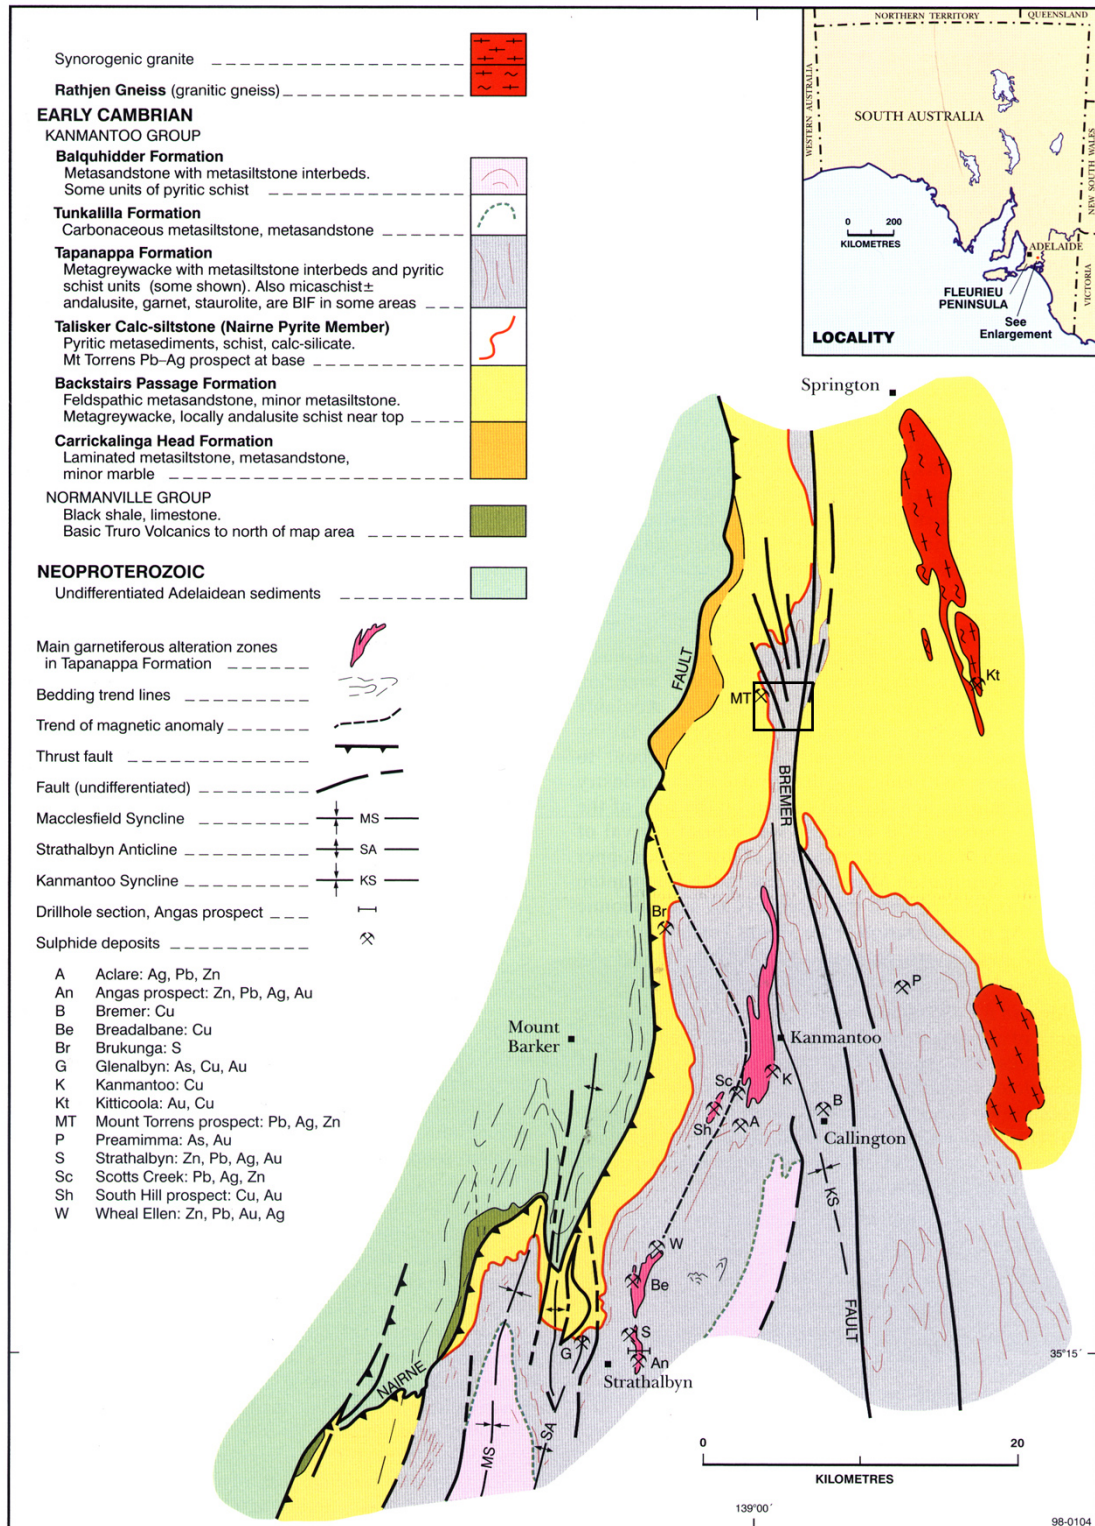 Synorogenic granite
Rathjen Gneiss (granitic gneiss)
EARLY CAMBRIAN
KANMANTOO GROUP
Balquhidder Formation
Metasandstone with metasiltstone interbeds.
Some units of pyritic schist
Tunkalilla Formation
Carbonaceous metasiltstone, metasandstone
Tapanappa Formation
Metagreywacke with metasiltstone interbeds and pyritic
schist units (some shown). Also micaschist±
andalusite, garnet, staurolite, are BIF in some areas
Talisker Calc-siltstone (Nairne Pyrite Member)
Pyritic metasediments, schist, calc-silicate.
Mt Torrens Pb–Ag prospect at base
Backstairs Passage Formation
Feldspathic metasandstone, minor metasiltstone.
Metagreywacke, locally andalusite schist near top
Carrickalinga Head Formation
Laminated metasiltstone, metasandstone,
minor marble
NORMANVILLE GROUP
Black shale, limestone.
Basic Truro Volcanics to north of map area
NEOPROTEROZOIC
Undifferentiated Adelaidean sediments
Main garnetiferous alteration zones
in Tapanappa Formation
Bedding trend lines
Trend of magnetic anomaly
Thrust fault
Fault (undifferentiated)
Macclesfield Syncline
MS
Strathalbyn Anticline
SA
Kanmantoo Syncline
KS
Drillhole section, Angas prospect
Sulphide deposits
A Aclare: Ag, Pb, Zn
An Angas prospect: Zn, Pb, Ag, Au
B Bremer: Cu
Be Breadalbane: Cu
Br Brukunga: S
G Glenalbyn: As, Cu, Au
K Kanmantoo: Cu
Kt Kitticoola: Au, Cu
MT Mount Torrens prospect: Pb, Ag, Zn
P Preamimma: As, Au
S Strathalbyn: Zn, Pb, Ag, Au
Sc Scotts Creek: Pb, Ag, Zn
Sh South Hill prospect: Cu, Au
W Wheal Ellen: Zn, Pb, Au, Ag
NORTHERN TERRITORY
QUEENSLAND
WESTERN AUSTRALIA
SOUTH AUSTRALIA
NEW SOUTH WALES
VICTORIA
0 200
KILOMETRES
ADELAIDE
FLEURIEU
PENINSULA
See
Enlargement
LOCALITY
Springton
FAULT
MT
Kt
BREMER
Br
P
Mount
Barker
Kanmantoo
K
Sc
Sh
A
B
Callington
KS
W
Be
FAULT
S
G
An
Strathalbyn
NAIRNE
MS
SA
35°15´
0 20
KILOMETRES
139°00´
98-0104